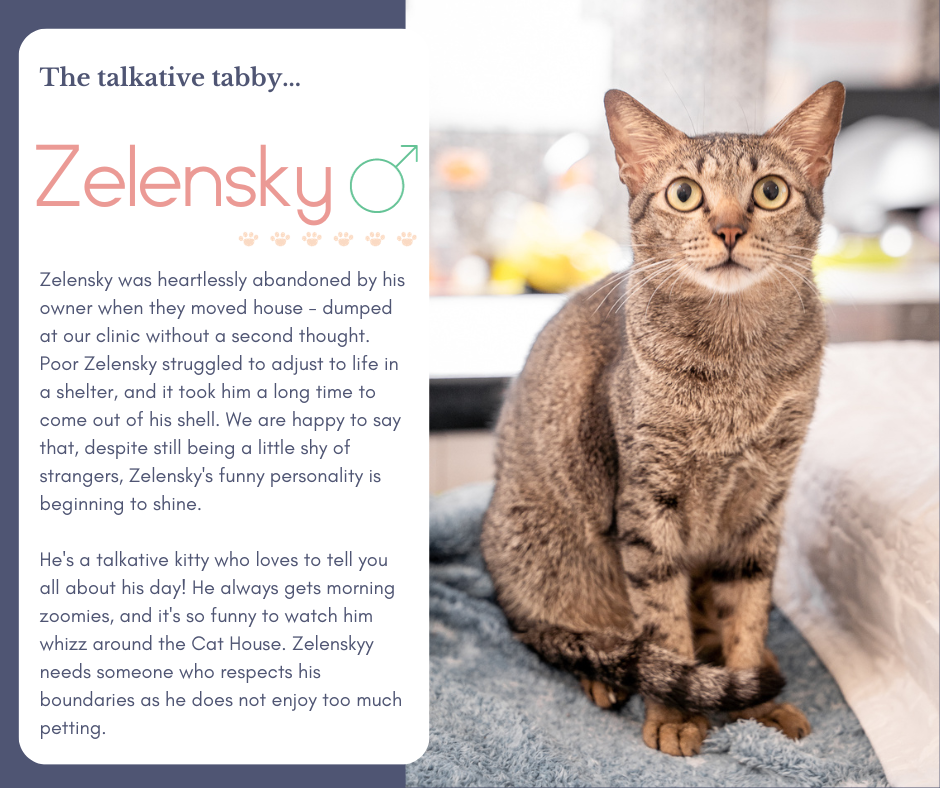 The talkative tabby...
Zelensky
Zelensky was heartlessly abandoned by his
owner when they moved house - dumped
at our clinic without a second thought.
Poor Zelensky struggled to adjust to life in
a shelter, and it took him a long time to
come out of his shell. We are happy to say
that, despite still being a little shy of
strangers, Zelensky's funny personality is
beginning to shine.
He's a talkative kitty who loves to tell you
all about his day! He always gets morning
zoomies, and it's so funny to watch him
whizz around the Cat House. Zelenskyy
needs someone who respects his
boundaries as he does not enjoy too much
petting.